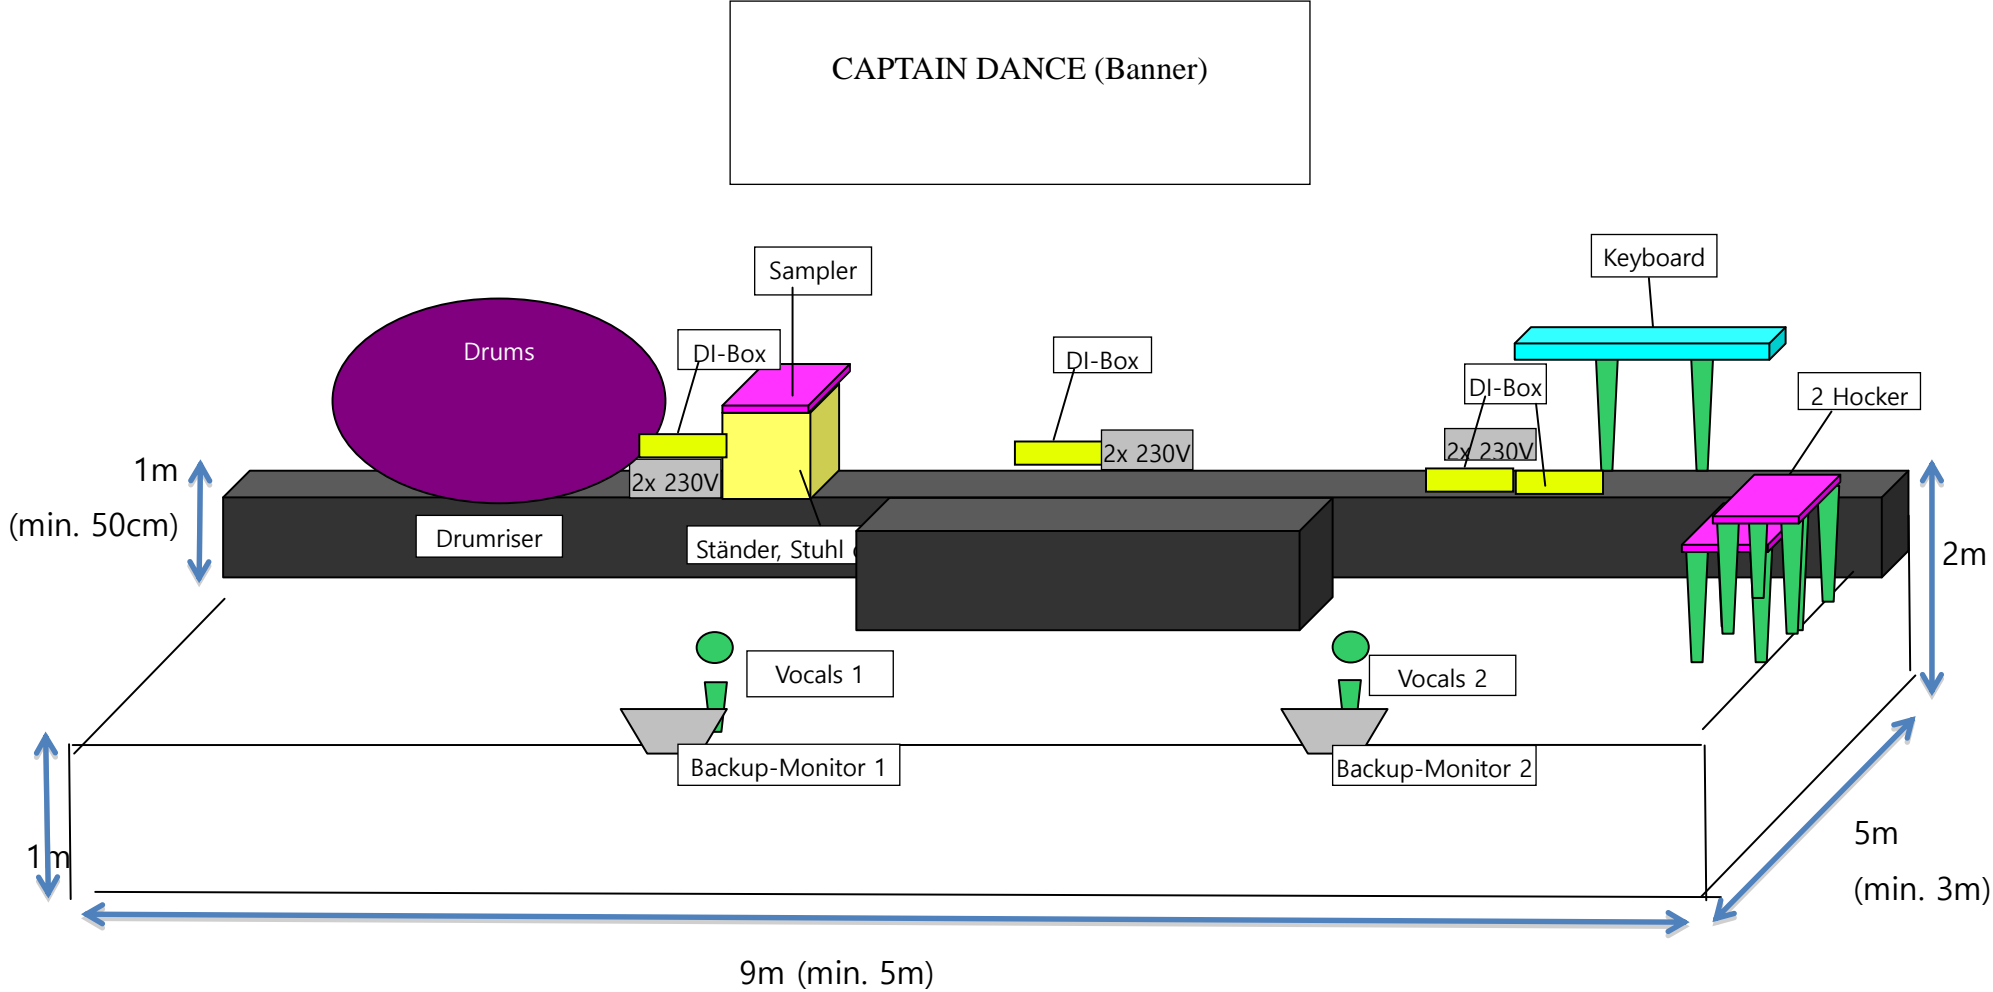 CAPTAIN DANCE (Banner)
Keyboard
Sampler
DI-Box
DI-Box
DI-Box
2 Hocker
Drums
2x 230V
2x 230V
2x 230V
1m
(min. 50cm)
Drumriser
Ständer, Stuhl
2m
Vocals 1
Vocals 2
Backup-Monitor 1
Backup-Monitor 2
1m
5m
(min. 3m)
9m (min. 5m)